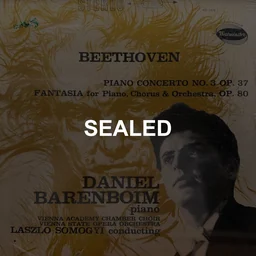 Westminster
BEETHOVEN
PIANO CONCERTO NO. 3 OP. 37
FANTASIA for Piano, Chorus & Orchestra, OP. 80
SEALED
DANIEL
BARENBOIM
piano
VIENNA ACADEMY CHAMBER CHOIR
VIENNA STATE OPERA ORCHESTRA
LASZLO SOMOGYI conducting